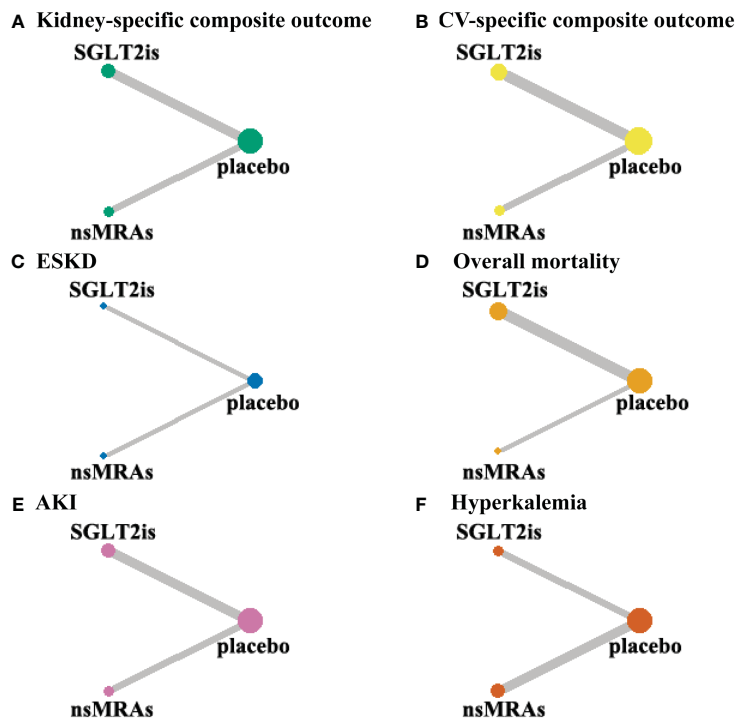 A Kidney-specific composite outcome
SGLT2is
placebo
nsMRAs
B CV-specific composite outcome
SGLT2is
placebo
nsMRAs
C ESKD
SGLT2is
placebo
nsMRAs
D Overall mortality
SGLT2is
placebo
nsMRAs
E AKI
SGLT2is
placebo
nsMRAs
F Hyperkalemia
SGLT2is
placebo
nsMRAs